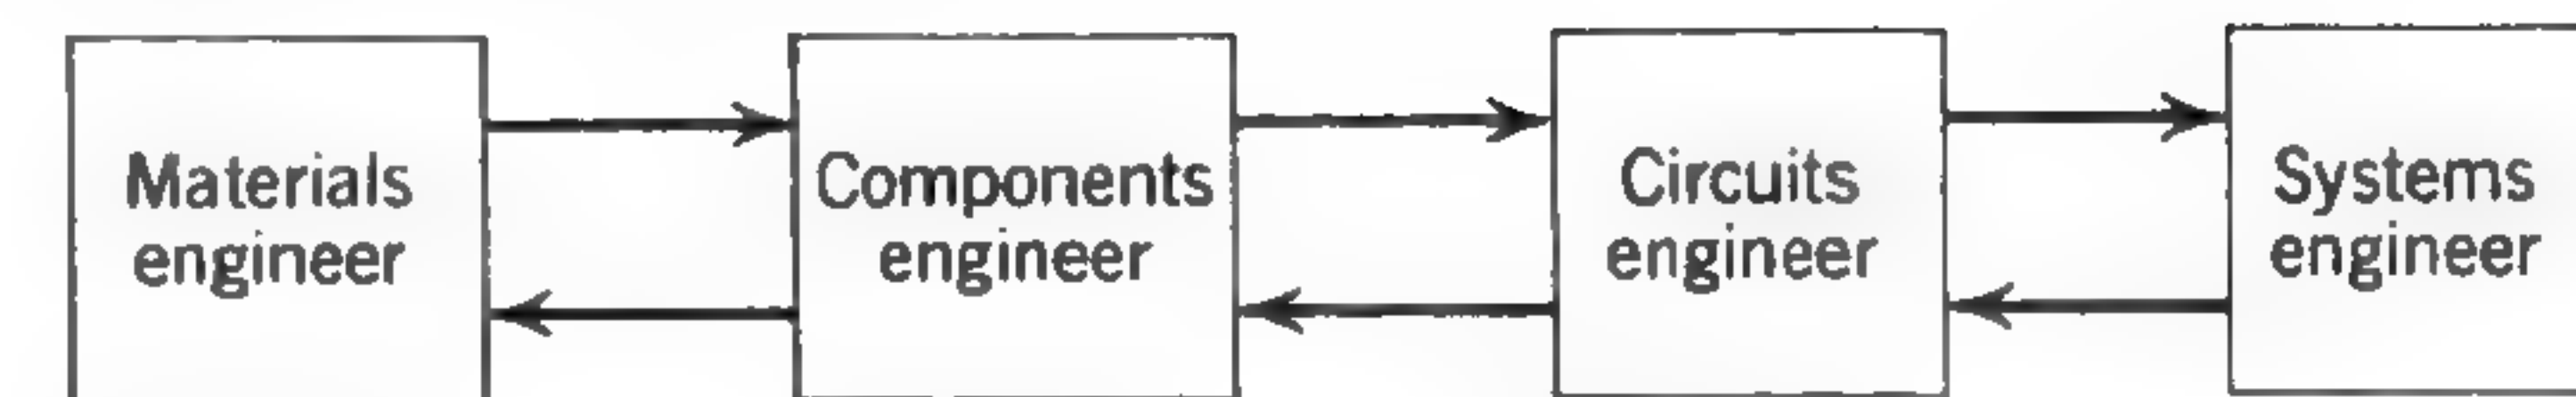 Materials
engineer
Components
engineer
Circuits
engineer
Systems
engineer